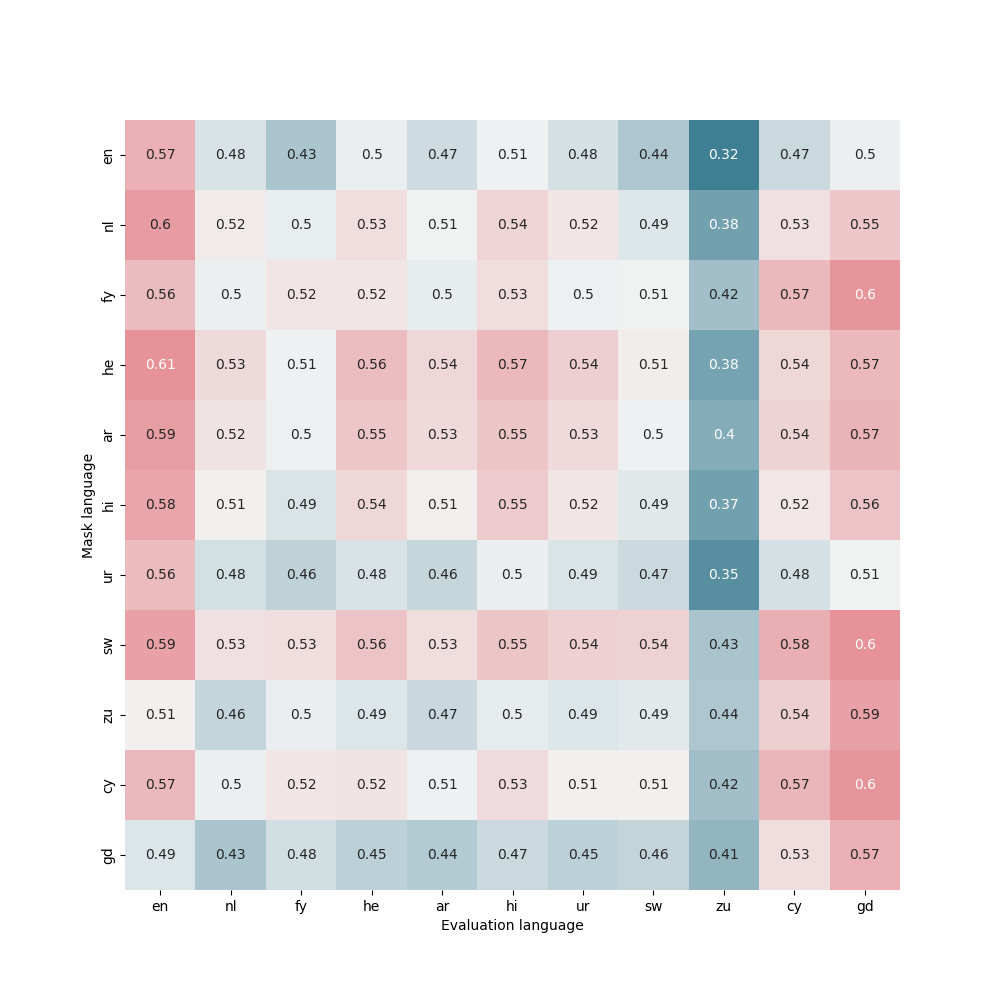 en 0.57 0.48 0.43 0.5 0.47 0.51 0.48 0.44 0.32 0.47 0.5
nl 0.6 0.52 0.5 0.53 0.51 0.54 0.52 0.49 0.38 0.53 0.55
fy 0.56 0.5 0.52 0.52 0.5 0.53 0.5 0.51 0.42 0.57 0.6
he 0.61 0.53 0.51 0.56 0.54 0.57 0.54 0.51 0.38 0.54 0.57
ar 0.59 0.52 0.5 0.55 0.53 0.55 0.53 0.5 0.4 0.54 0.57
Mask language
hi 0.58 0.51 0.49 0.54 0.51 0.55 0.52 0.49 0.37 0.52 0.56
ur 0.56 0.48 0.46 0.48 0.46 0.5 0.49 0.47 0.35 0.48 0.51
sw 0.59 0.53 0.53 0.56 0.53 0.55 0.54 0.54 0.43 0.58 0.6
zu 0.51 0.46 0.5 0.49 0.47 0.5 0.49 0.49 0.44 0.54 0.59
cy 0.57 0.5 0.52 0.52 0.51 0.53 0.51 0.51 0.42 0.57 0.6
gd 0.49 0.43 0.48 0.45 0.44 0.47 0.45 0.46 0.41 0.53 0.57
en nl fy he ar hi ur sw zu cy gd
Evaluation language